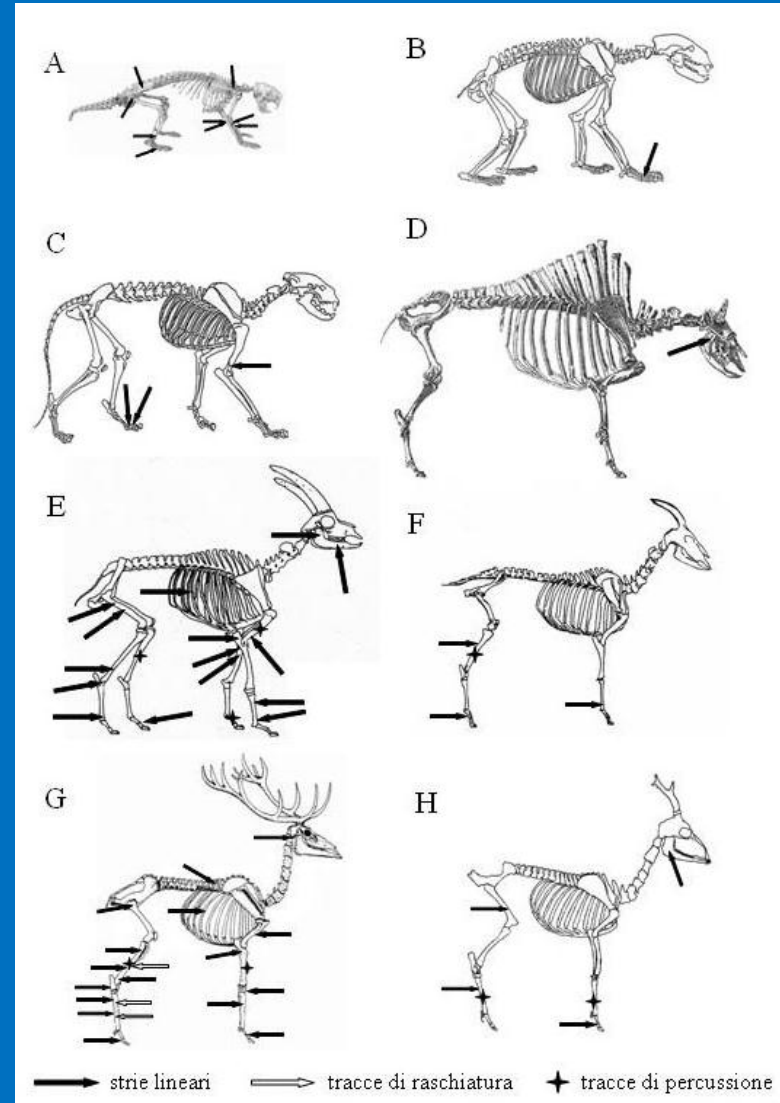 A
B
C
D
E
F
G
H
strie lineari tracce di raschiatura tracce di percussione